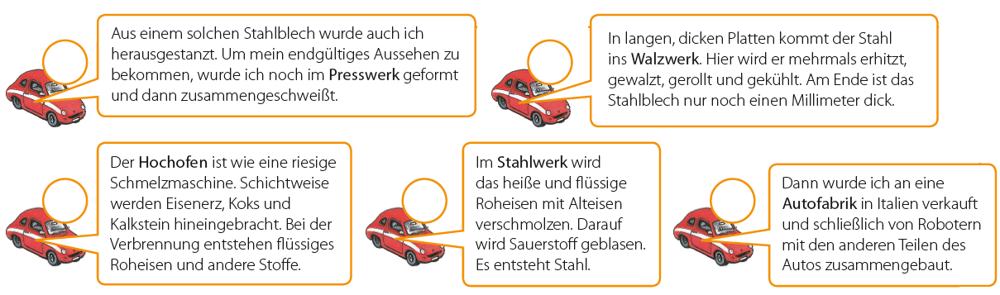 Aus einem solchen Stahlblech wurde auch ich
herausgestanzt. Um mein endgültiges Aussehen zu
bekommen, wurde ich noch im Presswerk geformt
und dann zusammengeschweißt.
In langen, dicken Platten kommt der Stahl
ins Walzwerk. Hier wird er mehrmals erhitzt,
gewalzt, gerollt und gekühlt. Am Ende ist das
Stahlblech nur noch einen Millimeter dick.
Der Hochofen ist wie eine riesige
Schmelzmaschine. Schichtweise
werden Eisenerz, Koks und
Kalkstein hineingebracht. Bei der
Verbrennung entstehen flüssiges
Roheisen und andere Stoffe.
Im Stahlwerk wird
das heiße und flüssige
Roheisen mit Alteisen
verschmolzen. Darauf
wird Sauerstoff geblasen.
Es entsteht Stahl.
Dann wurde ich an eine
Autofabrik in Italien verkauft
und schließlich von Robotern
mit den anderen Teilen des
Autos zusammengebaut.